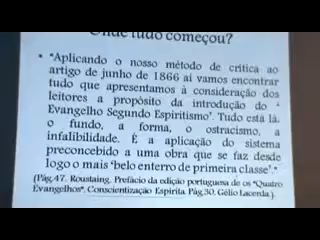 Onde tudo começou?
• "Aplicando o nosso método de crítica ao
artigo de junho de 1866 aí vamos encontrar
tudo que apresentamos à consideração dos
leitores a propósito da introdução do '
Evangelho Segundo Espiritismo'. Tudo está lá,
o fundo, a forma, o ostracismo, a
infalibilidade. É a aplicação do sistema
preconcebido a uma obra que se faz desde
logo o mais 'belo enterro de primeira classe'."
(Pág.47. Roustaing. Prefácio da edição portuguesa de os "Quatro
Evangelhos". Conscientização Espírita. Pág.30. Gélio Lacerda.).